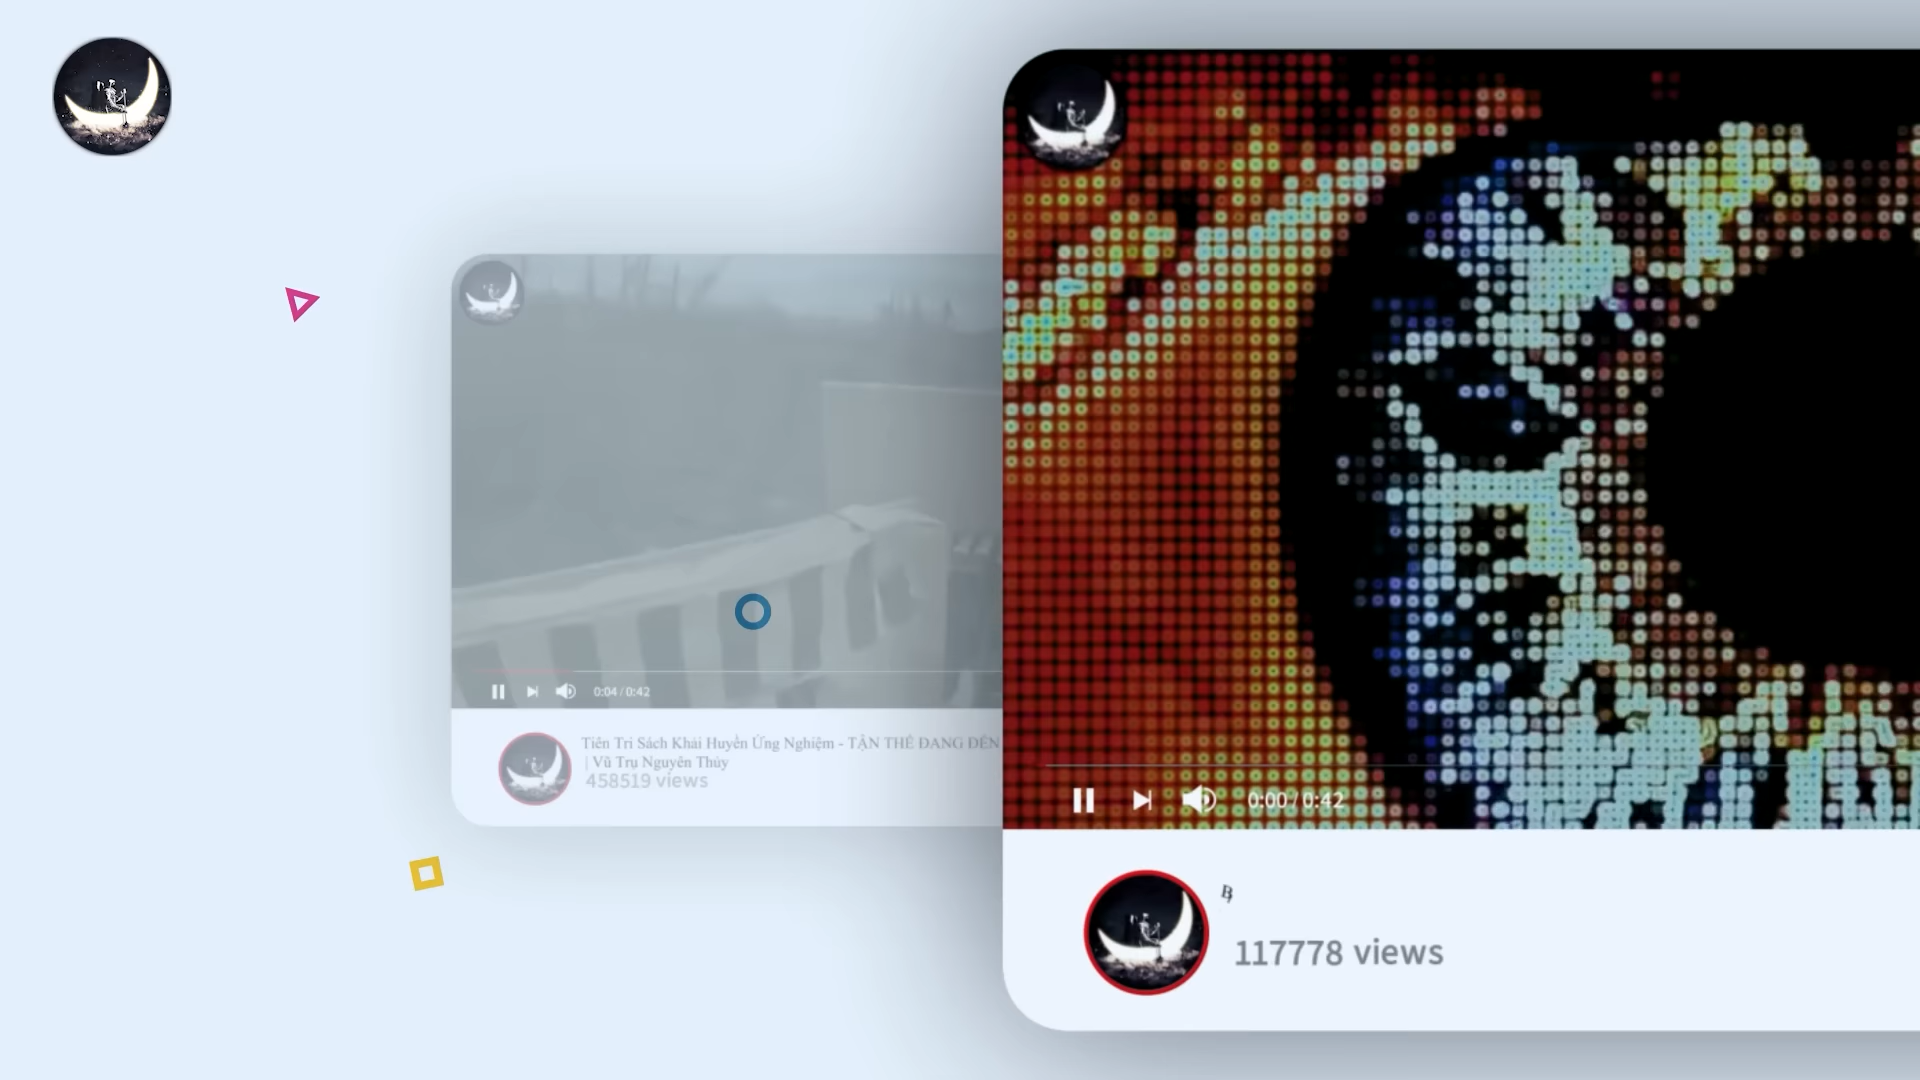 0:04 / 0:42
Tiên Tri Sách Khải Huyền Ứng Nghiệm - TẬN THẾ ĐANG ĐẾN
| Vũ Trụ Nguyên Thủy
458519 views
0:00 / 0:42
117778 views